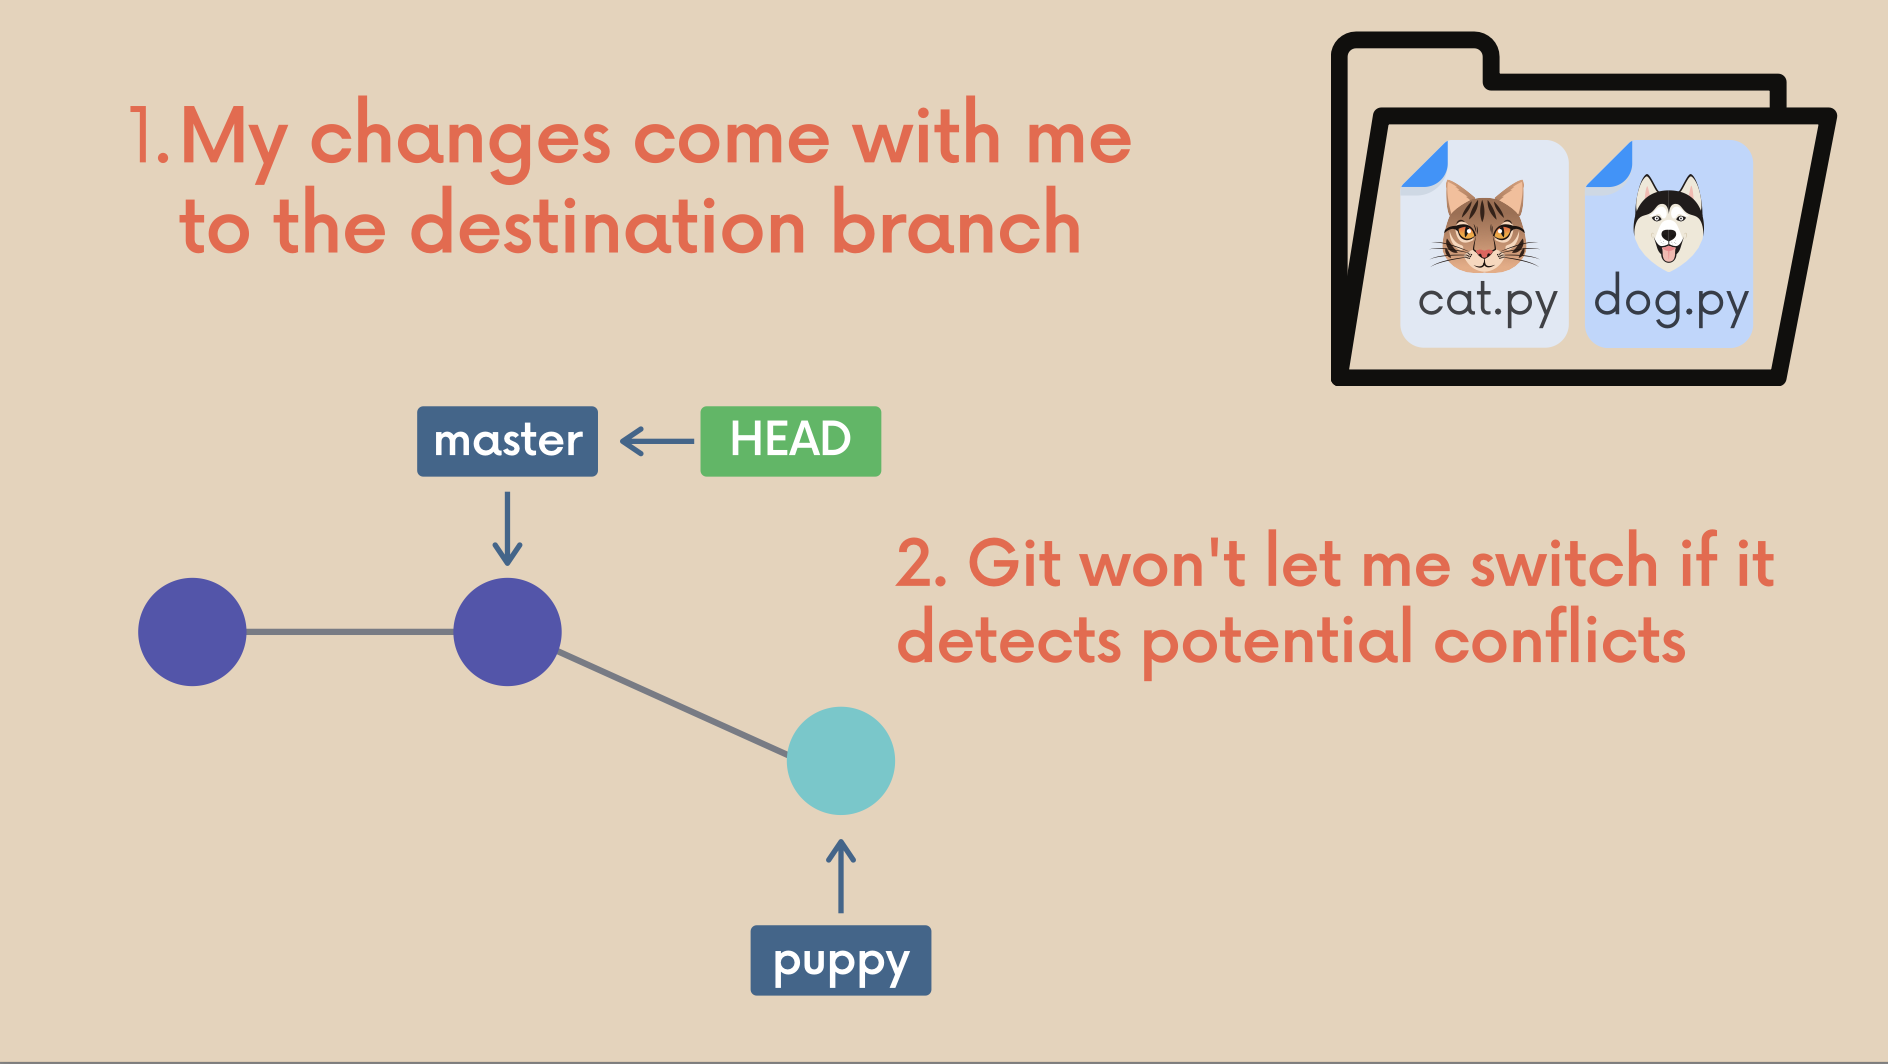 1. My changes come with me
to the destination branch
cat.py
dog.py
master
HEAD
2. Git won't let me switch if it
detects potential conflicts
puppy